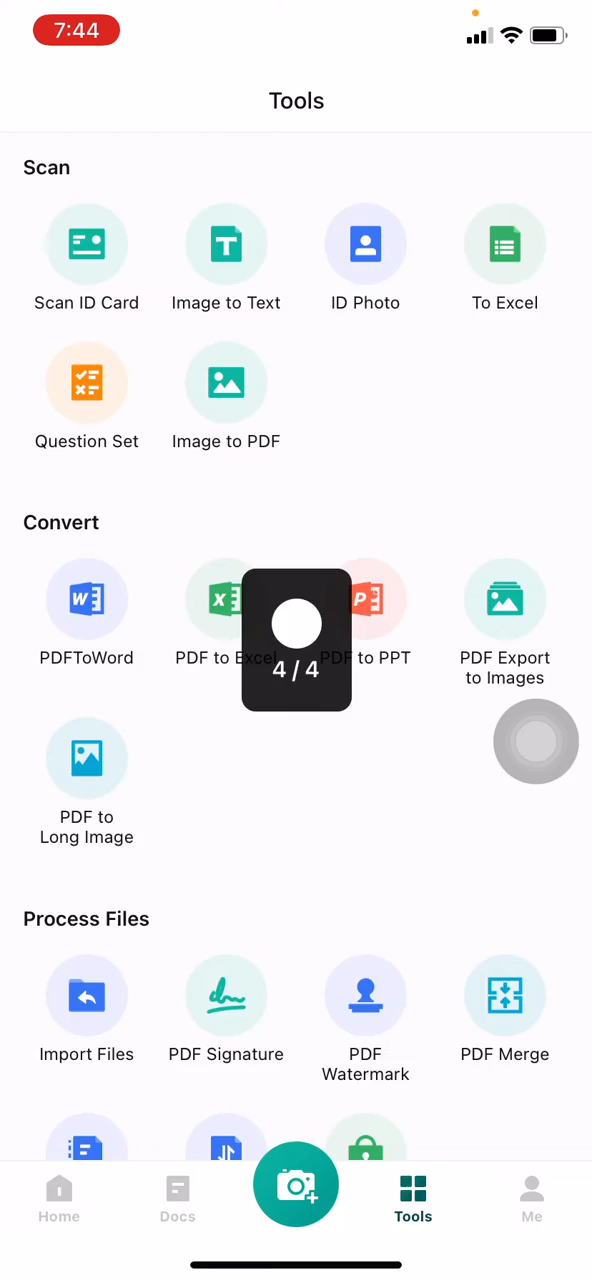 7:44
Tools
Scan
Scan ID Card
Image to Text
ID Photo
To Excel
Question Set
Image to PDF
Convert
PDFToWord
PDF to Excel
PDF to PPT
PDF Export
to Images
4 / 4
PDF to
Long Image
Process Files
Import Files
PDF Signature
PDF
Watermark
PDF Merge
Home
Docs
Tools
Me